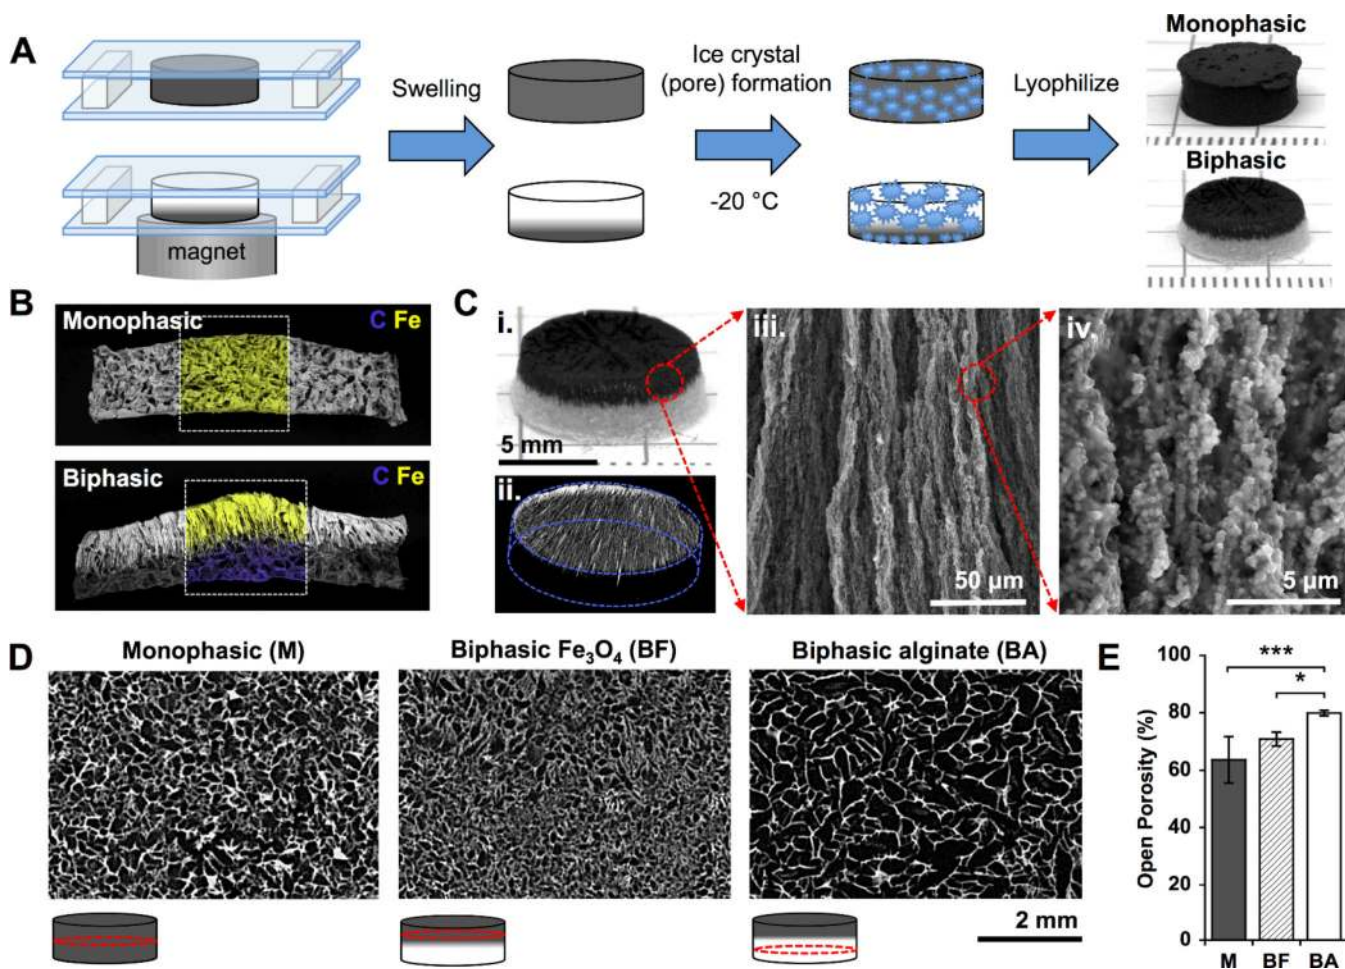 A
Swelling
Ice crystal
(pore) formation
-20 °C
Lyophilize
Monophasic
Biphasic
magnet
B
Monophasic
C Fe
Biphasic
C Fe
C
i.
5 mm
ii.
iii.
50 µm
iv.
5 µm
D
Monophasic (M)
Biphasic Fe₃O₄ (BF)
Biphasic alginate (BA)
2 mm
E
Open Porosity (%)
100
80
60
40
20
0
***
*
M BF BA